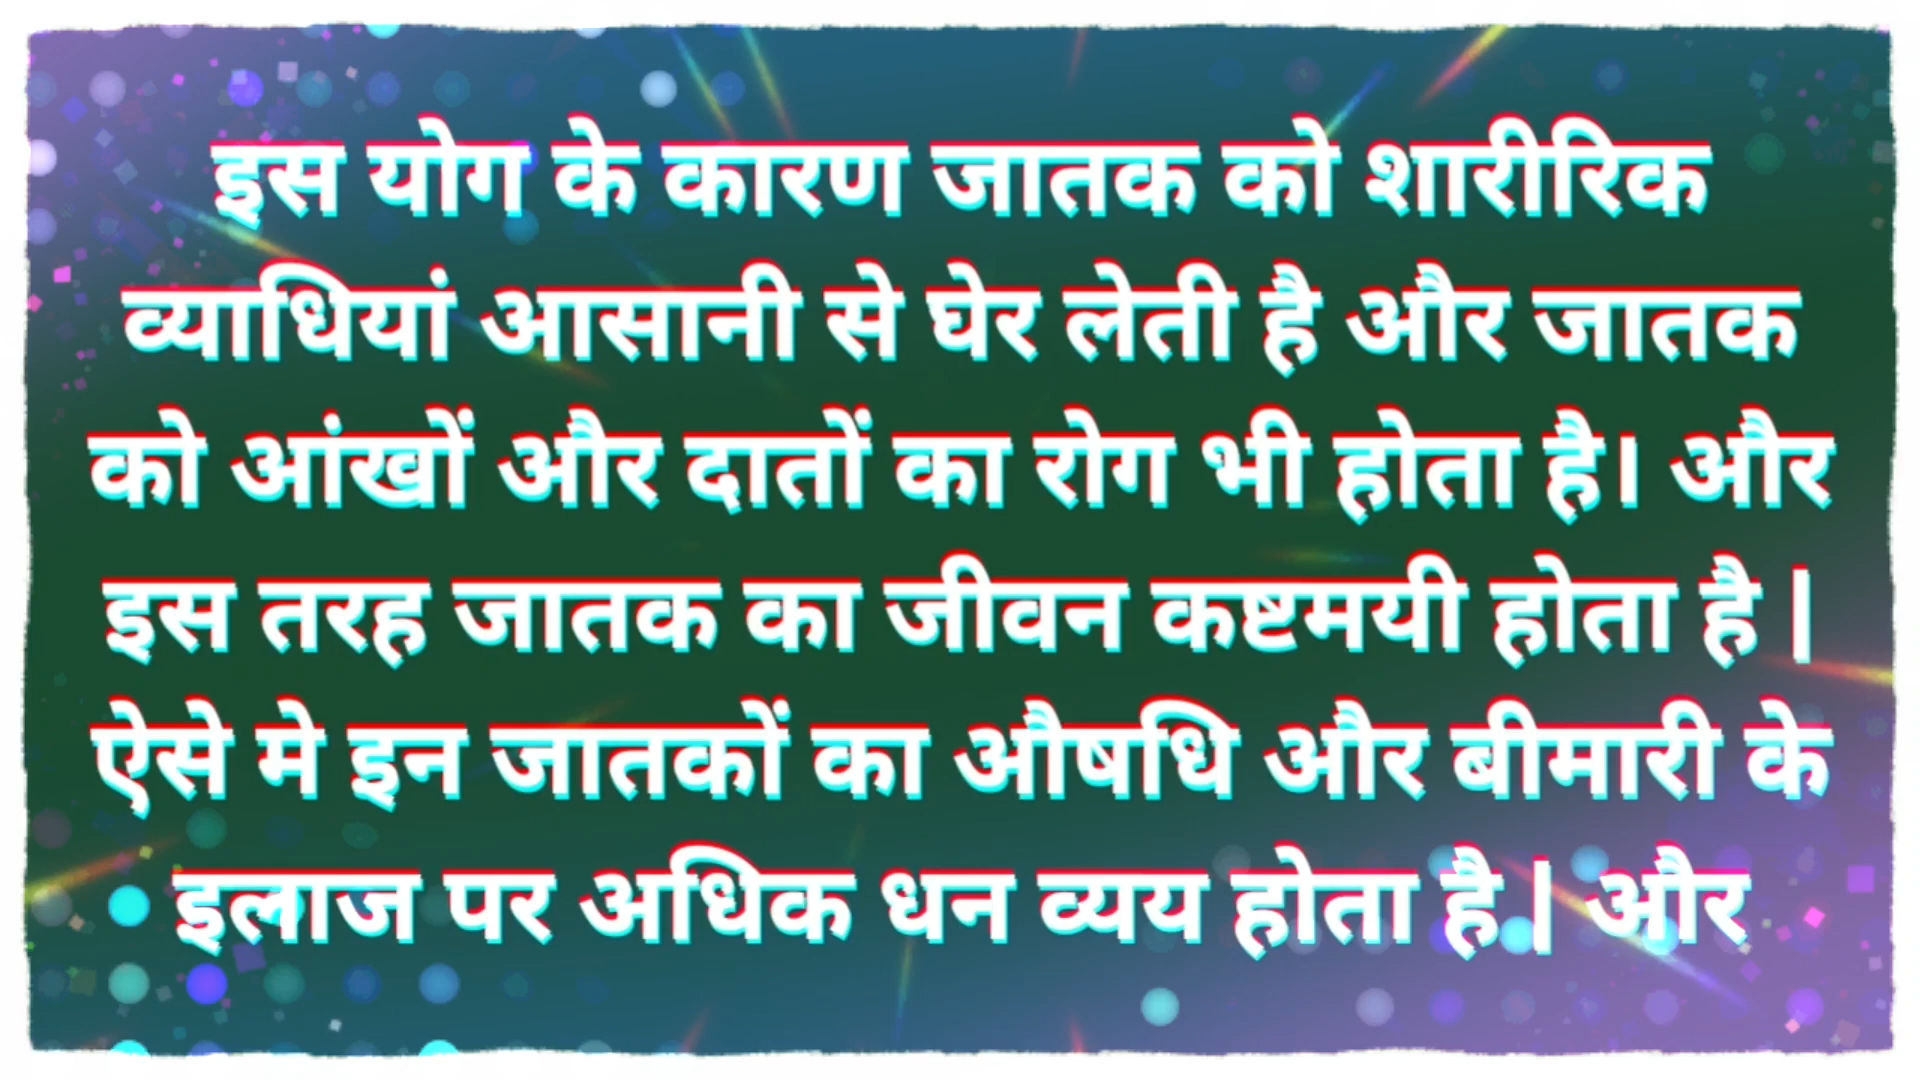 इस योग के कारण जातक को शारीरिक
व्याधियां आसानी से घेर लेती है और जातक
को आंखों और दातों का रोग भी होता है। और
इस तरह जातक का जीवन कष्टमयी होता है |
ऐसे मे इन जातकों का औषधि और बीमारी के
इलाज पर अधिक धन व्यय होता है | और